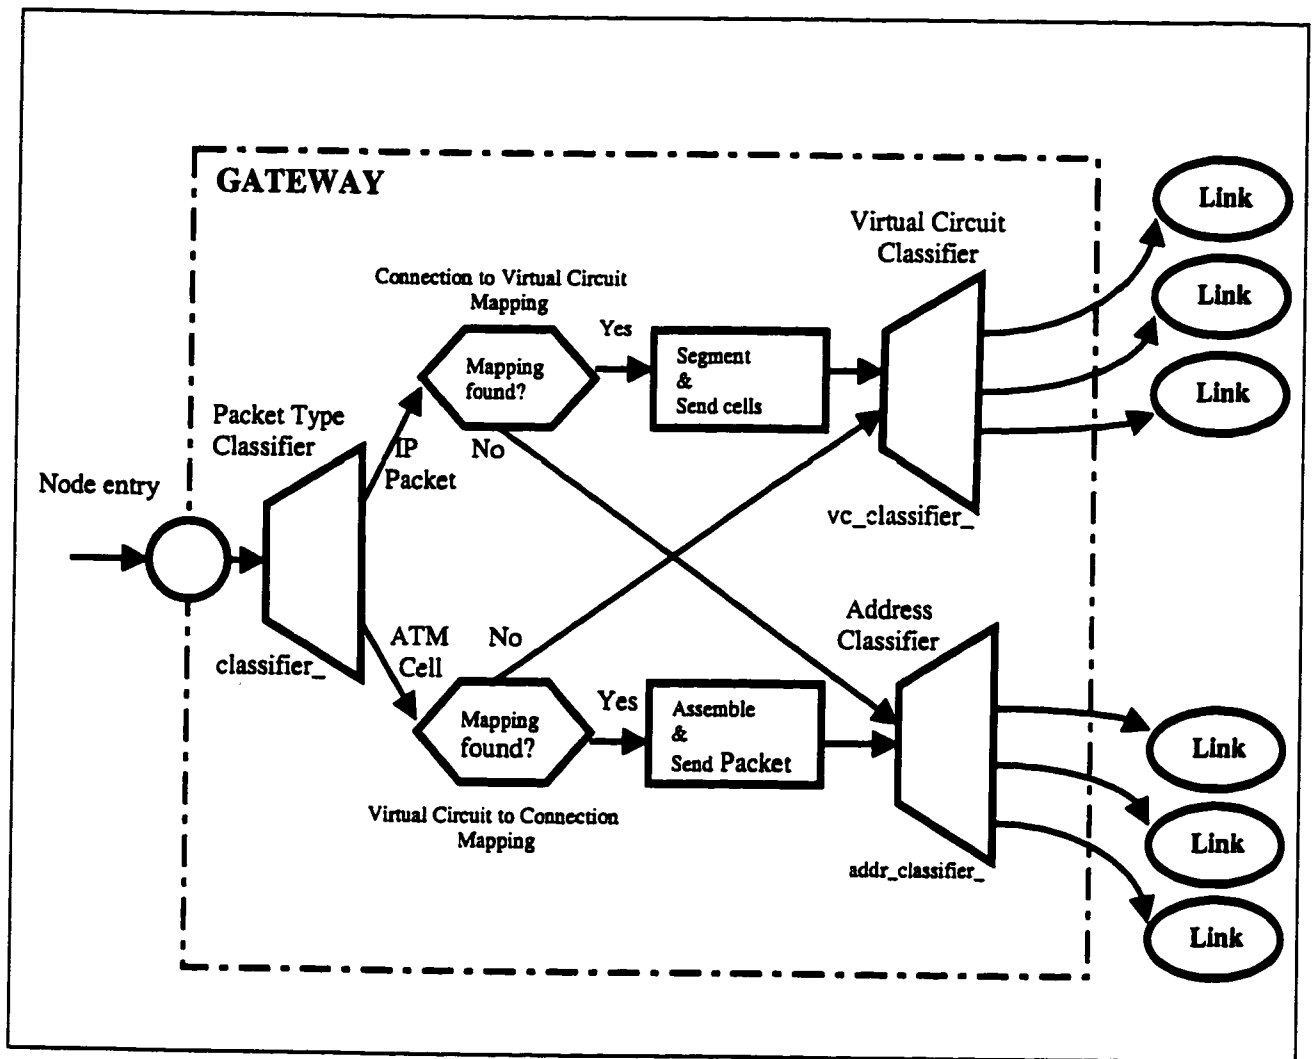 GATEWAY
Link
Virtual Circuit
Classifier
Connection to Virtual Circuit
Mapping
Link
Yes
Mapping
found?
Segment
&
Send cells
Link
Packet Type
Classifier
IP
Packet
No
Node entry
vc_classifier_
Address
Classifier
ATM
Cell
No
classifier_
Yes
Mapping
found?
Assemble
&
Send Packet
Link
Virtual Circuit to Connection
Mapping
Link
addr_classifier_
Link